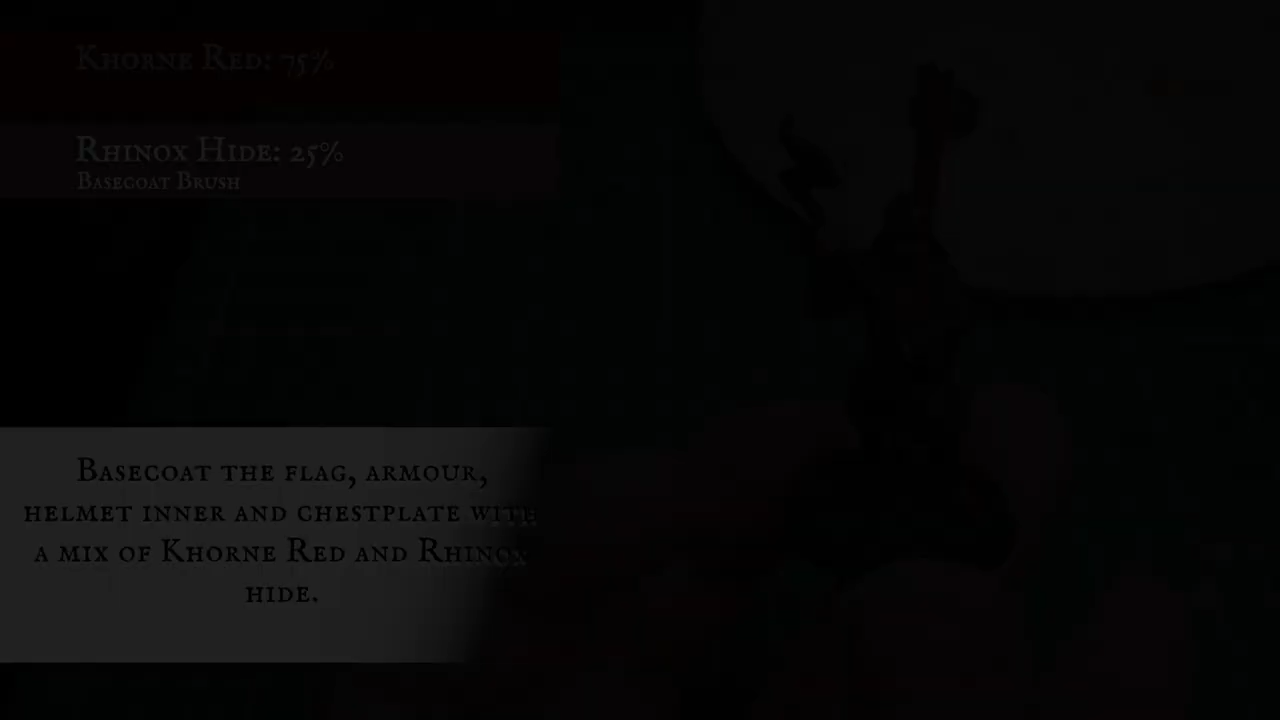 Khorne Red: 75%
Rhinox Hide: 25%
Basecoat Brush
Basecoat the flag, armour,
helmet inner and chestplate with
a mix of Khorne Red and Rhinox
hide.